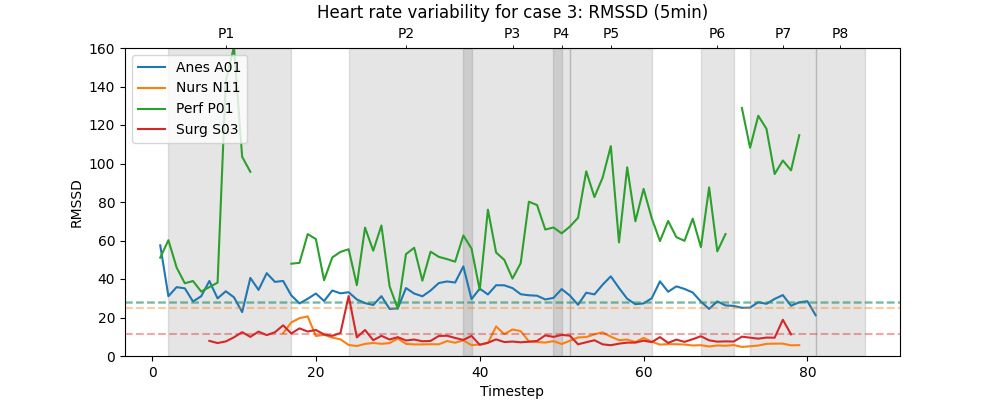 Heart rate variability for case 3: RMSSD (5min)
P1 P2 P3 P4 P5 P6 P7 P8
160
140
120
100
80
60
40
20
0
RMSSD
Anes A01
Nurs N11
Perf P01
Surg S03
0 20 40 60 80
Timestep